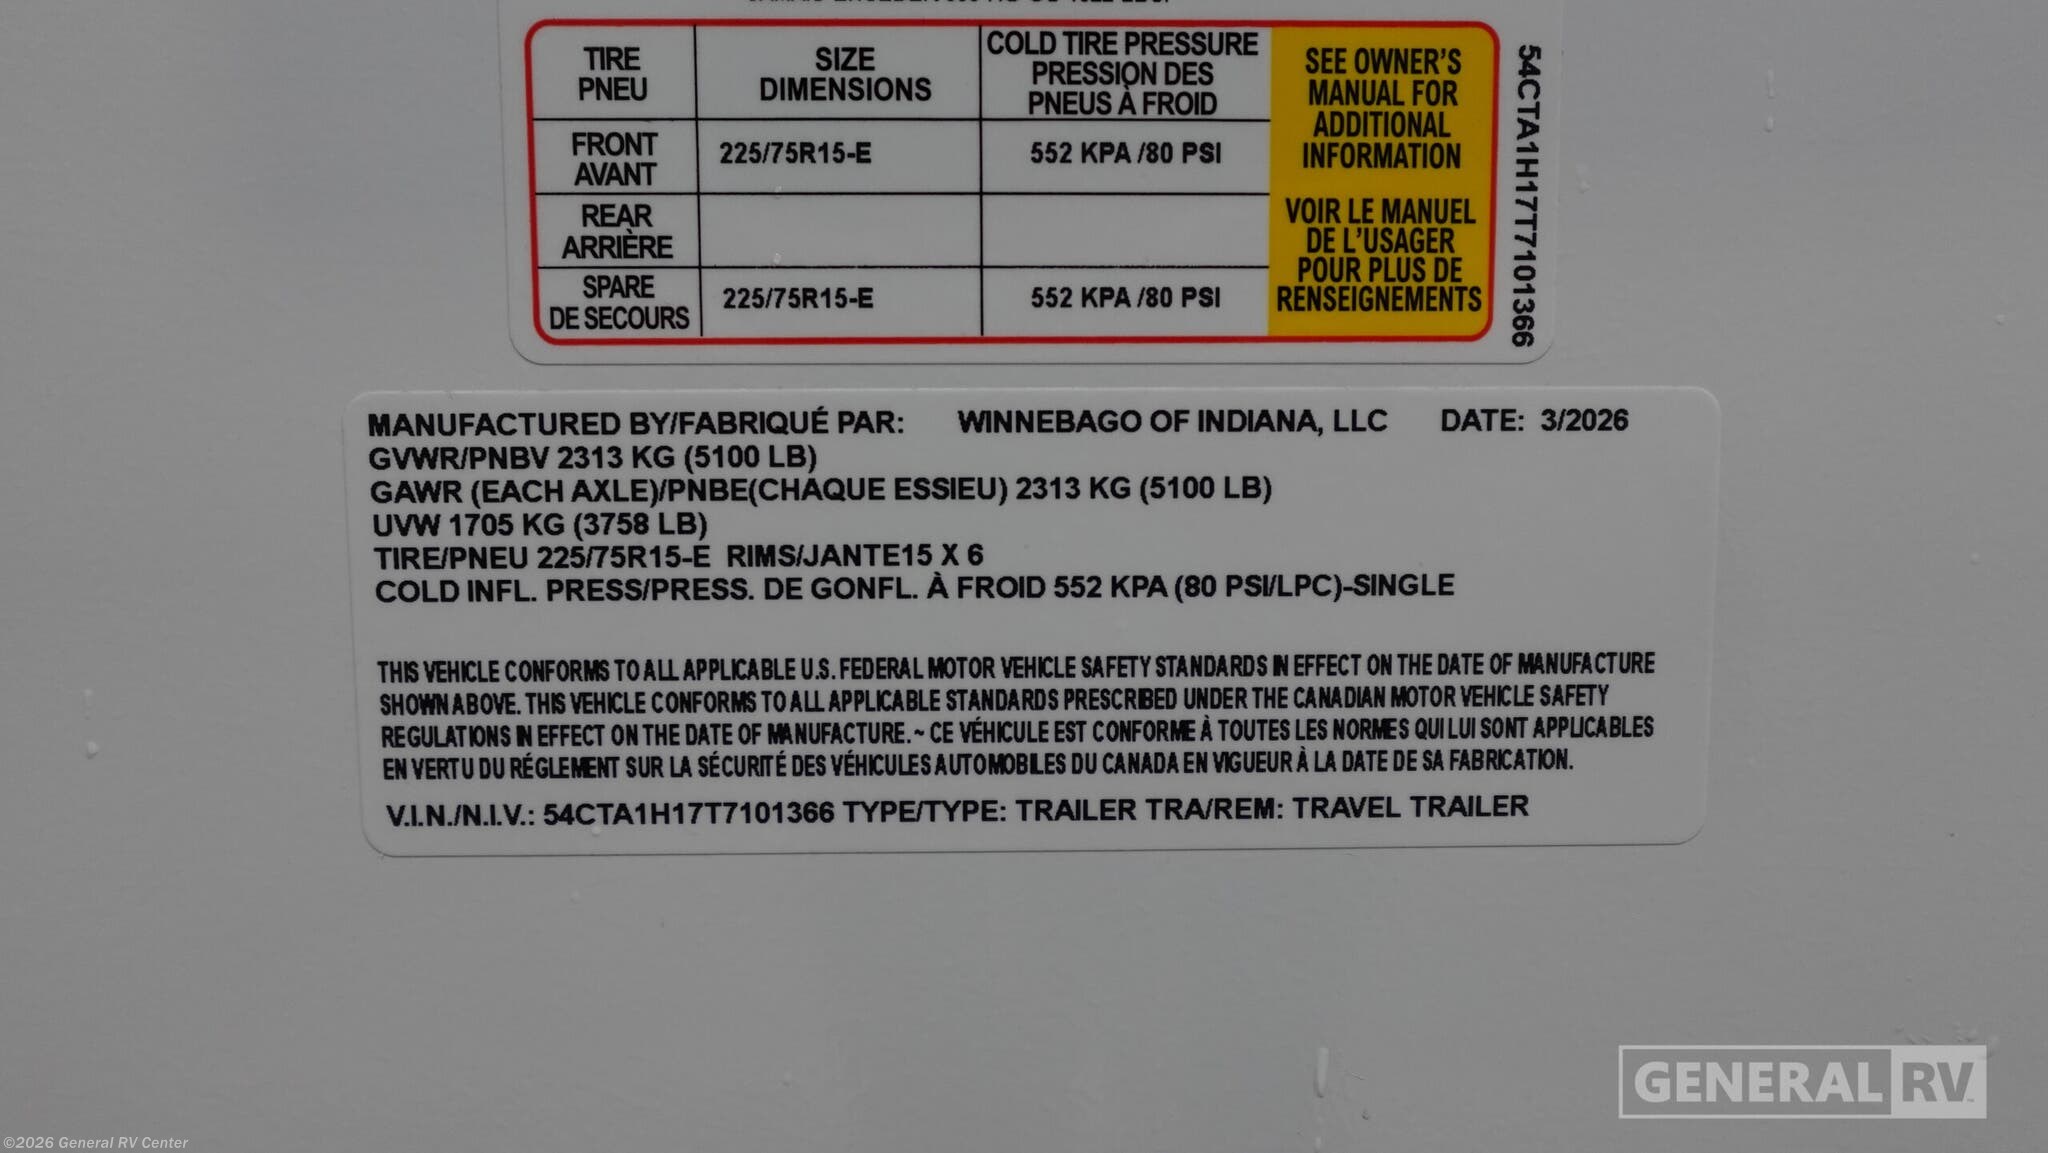 TIRE
PNEU
SIZE
DIMENSIONS
COLD TIRE PRESSURE
PRESSION DES
PNEUS À FROID
FRONT
AVANT
225/75R15-E
552 KPA /80 PSI
REAR
ARRIÈRE
SPARE
DE SECOURS
225/75R15-E
552 KPA /80 PSI
SEE OWNER'S
MANUAL FOR
ADDITIONAL
INFORMATION
VOIR LE MANUEL
DE L'USAGER
POUR PLUS DE
RENSEIGNEMENTS
54CTA1H17T7101366
MANUFACTURED BY/FABRIQUÉ PAR: WINNEBAGO OF INDIANA, LLC DATE: 3/2026
GVWR/PNBV 2313 KG (5100 LB)
GAWR (EACH AXLE)/PNBE(CHAQUE ESSIEU) 2313 KG (5100 LB)
UVW 1705 KG (3758 LB)
TIRE/PNEU 225/75R15-E RIMS/JANTE15 X 6
COLD INFL. PRESS/PRESS. DE GONFL. À FROID 552 KPA (80 PSI/LPC)-SINGLE
THIS VEHICLE CONFORMS TO ALL APPLICABLE U.S. FEDERAL MOTOR VEHICLE SAFETY STANDARDS IN EFFECT ON THE DATE OF MANUFACTURE
SHOWN ABOVE. THIS VEHICLE CONFORMS TO ALL APPLICABLE STANDARDS PRESCRIBED UNDER THE CANADIAN MOTOR VEHICLE SAFETY
REGULATIONS IN EFFECT ON THE DATE OF MANUFACTURE. ~ CE VÉHICULE EST CONFORME À TOUTES LES NORMES QUI LUI SONT APPLICABLES
EN VERTU DU RÉGLEMENT SUR LA SÉCURITÉ DES VÉHICULES AUTOMOBILES DU CANADA EN VIGUEUR À LA DATE DE SA FABRICATION.
V.I.N./N.I.V.: 54CTA1H17T7101366 TYPE/TYPE: TRAILER TRA/REM: TRAVEL TRAILER
GENERAL RV
©2026 General RV Center